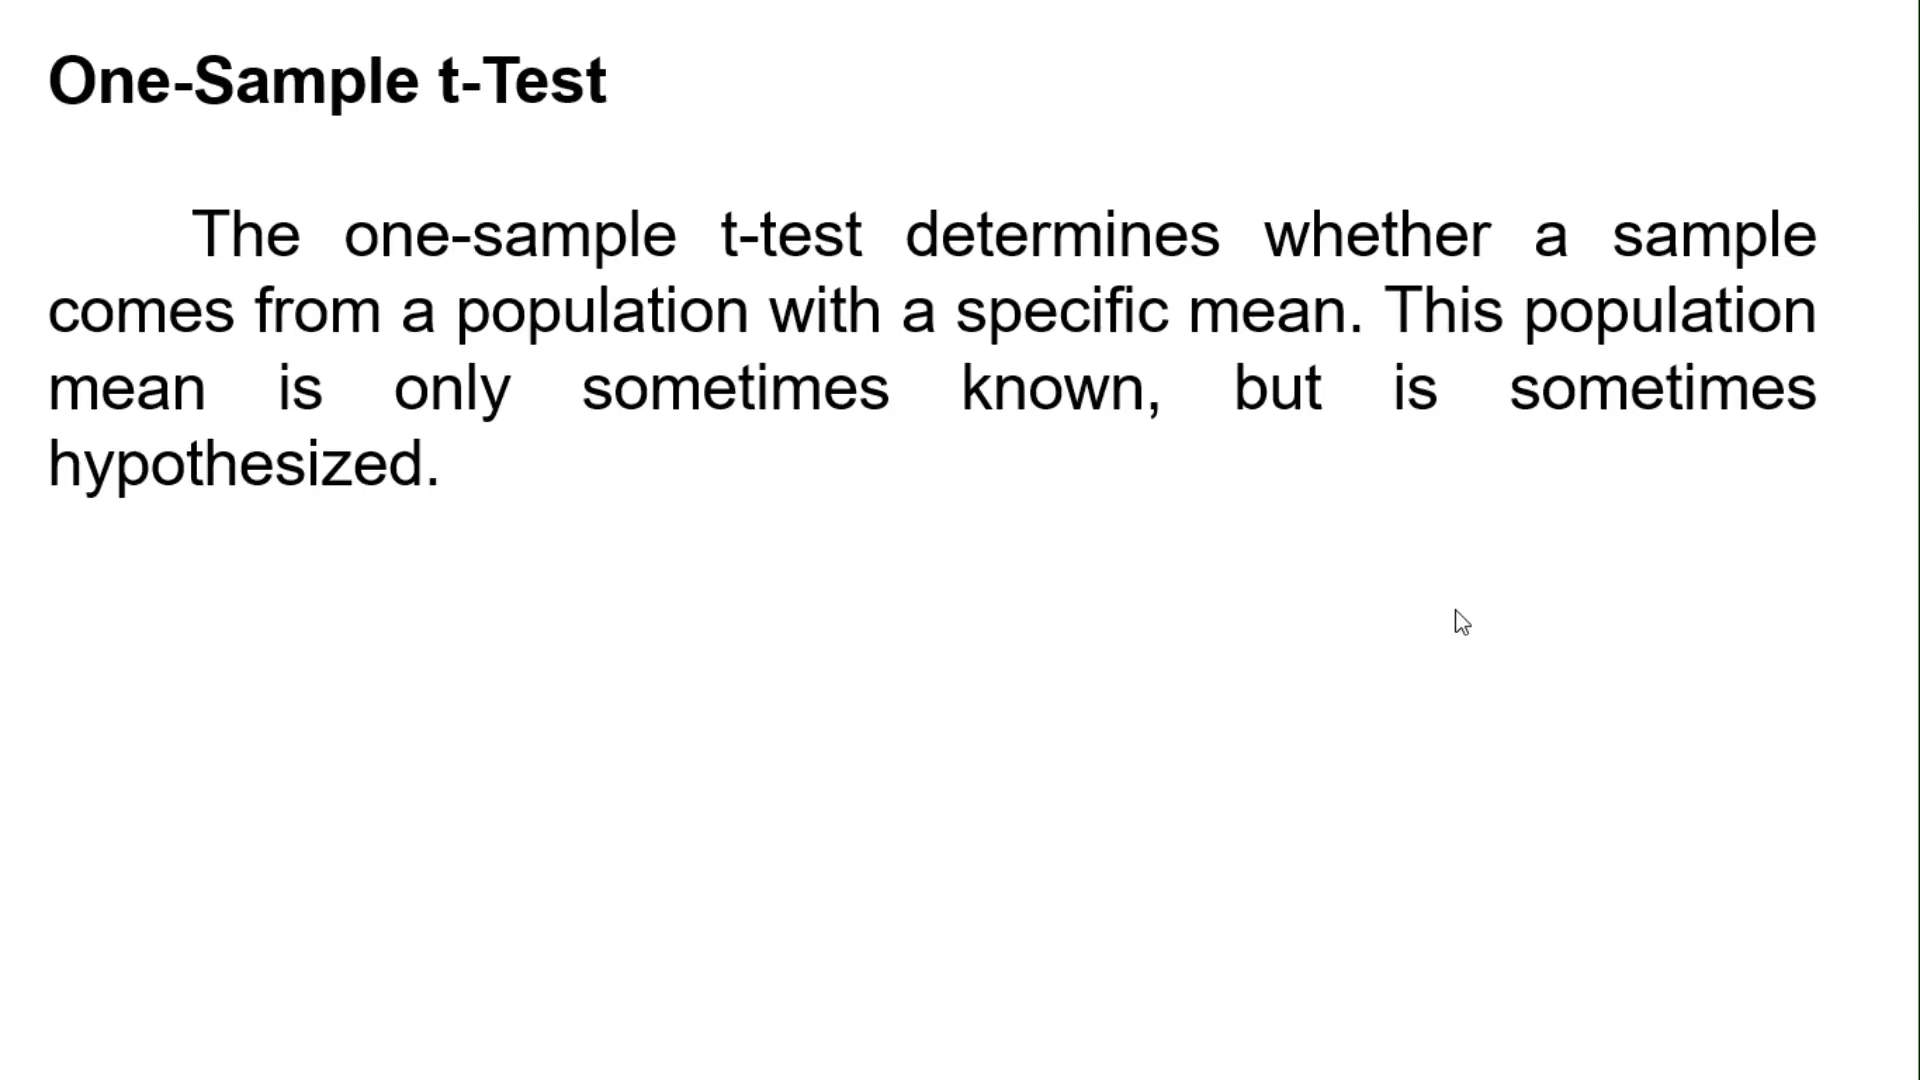 One-Sample t-Test
The one-sample t-test determines whether a sample
comes from a population with a specific mean. This population
mean is only sometimes known, but is sometimes
hypothesized.